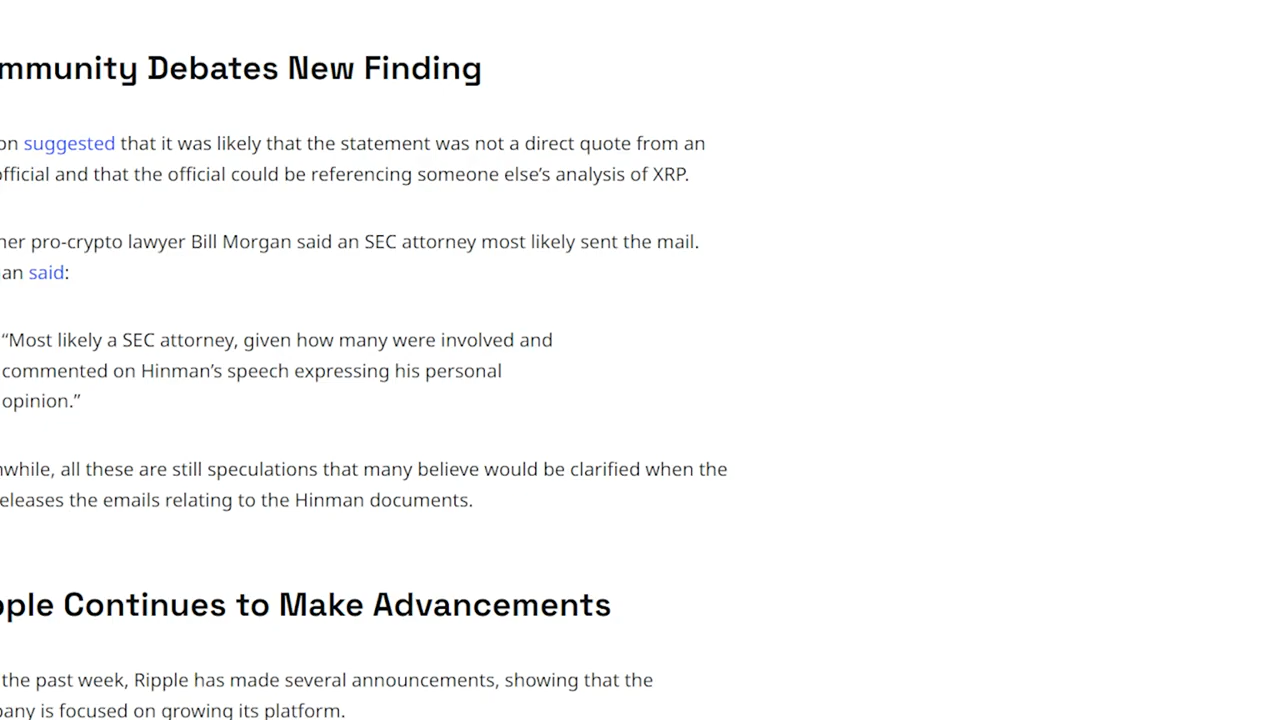 mmunity Debates New Finding
on suggested that it was likely that the statement was not a direct quote from an
official and that the official could be referencing someone else’s analysis of XRP.
her pro-crypto lawyer Bill Morgan said an SEC attorney most likely sent the mail.
an said:
“Most likely a SEC attorney, given how many were involved and
commented on Hinman’s speech expressing his personal
opinion.”
nwhile, all these are still speculations that many believe would be clarified when the
eleases the emails relating to the Hinman documents.
pple Continues to Make Advancements
the past week, Ripple has made several announcements, showing that the
pany is focused on growing its platform.